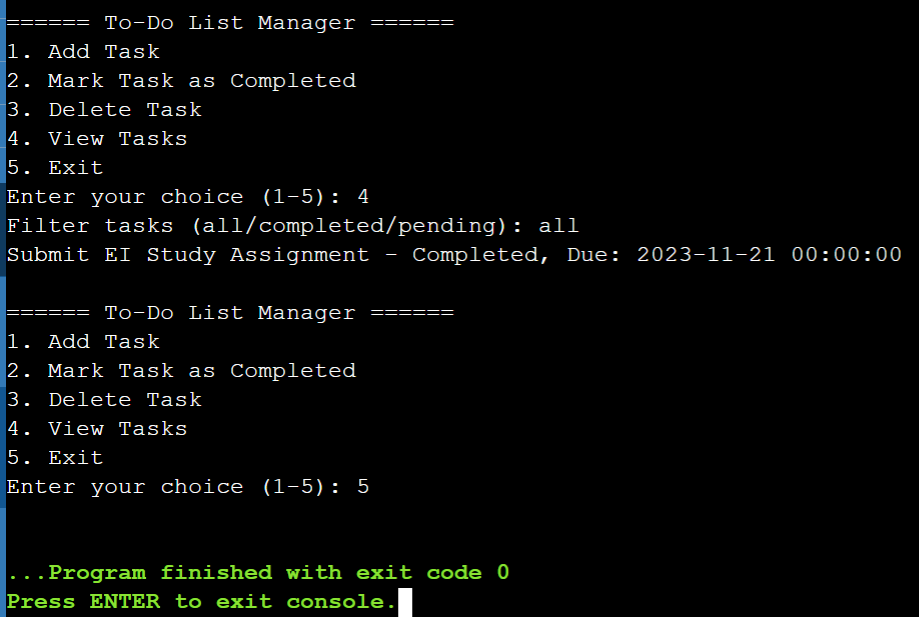 ====== To-Do List Manager ======
1. Add Task
2. Mark Task as Completed
3. Delete Task
4. View Tasks
5. Exit
Enter your choice (1-5): 4
Filter tasks (all/completed/pending): all
Submit EI Study Assignment - Completed, Due: 2023-11-21 00:00:00
====== To-Do List Manager ======
1. Add Task
2. Mark Task as Completed
3. Delete Task
4. View Tasks
5. Exit
Enter your choice (1-5): 5
...Program finished with exit code 0
Press ENTER to exit console.